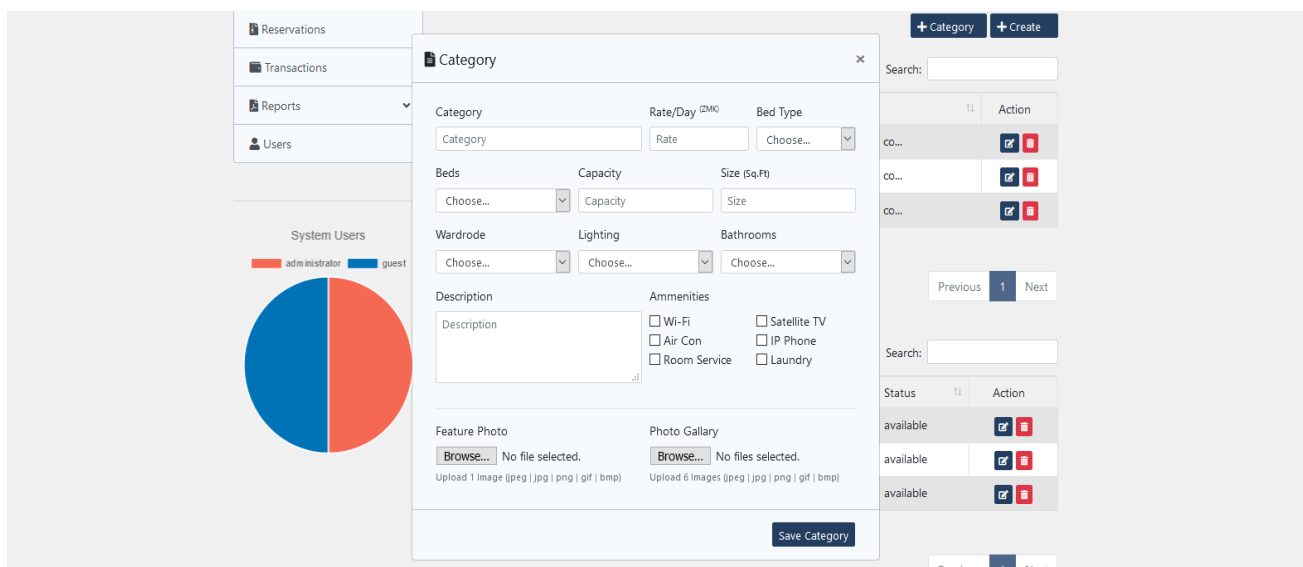 Reservations
Transactions
Reports
Users
System Users
administrator guest
+ Category + Create
Search:
Action
co...
co...
co...
Previous 1 Next
Search:
Status Action
available
available
available
Category ×
Category Rate/Day (ZMK) Bed Type
Category Rate Choose...
Beds Capacity Size (Sq.Ft)
Choose... Capacity Size
Wardrode Lighting Bathrooms
Choose... Choose... Choose...
Description Ammenities
Description
Wi-Fi Satellite TV
Air Con IP Phone
Room Service Laundry
Feature Photo Photo Gallary
Browse... No file selected. Browse... No files selected.
Upload 1 Image (jpeg | jpg | png | gif | bmp) Upload 6 Images (jpeg | jpg | png | gif | bmp)
Save Category